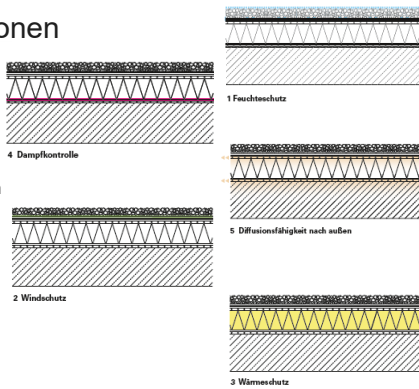 onen
1 Feuchteschutz
4 Dampfkontrolle
5 Diffusionsfähigkeit nach außen
2 Windschutz
3 Wärmeschutz